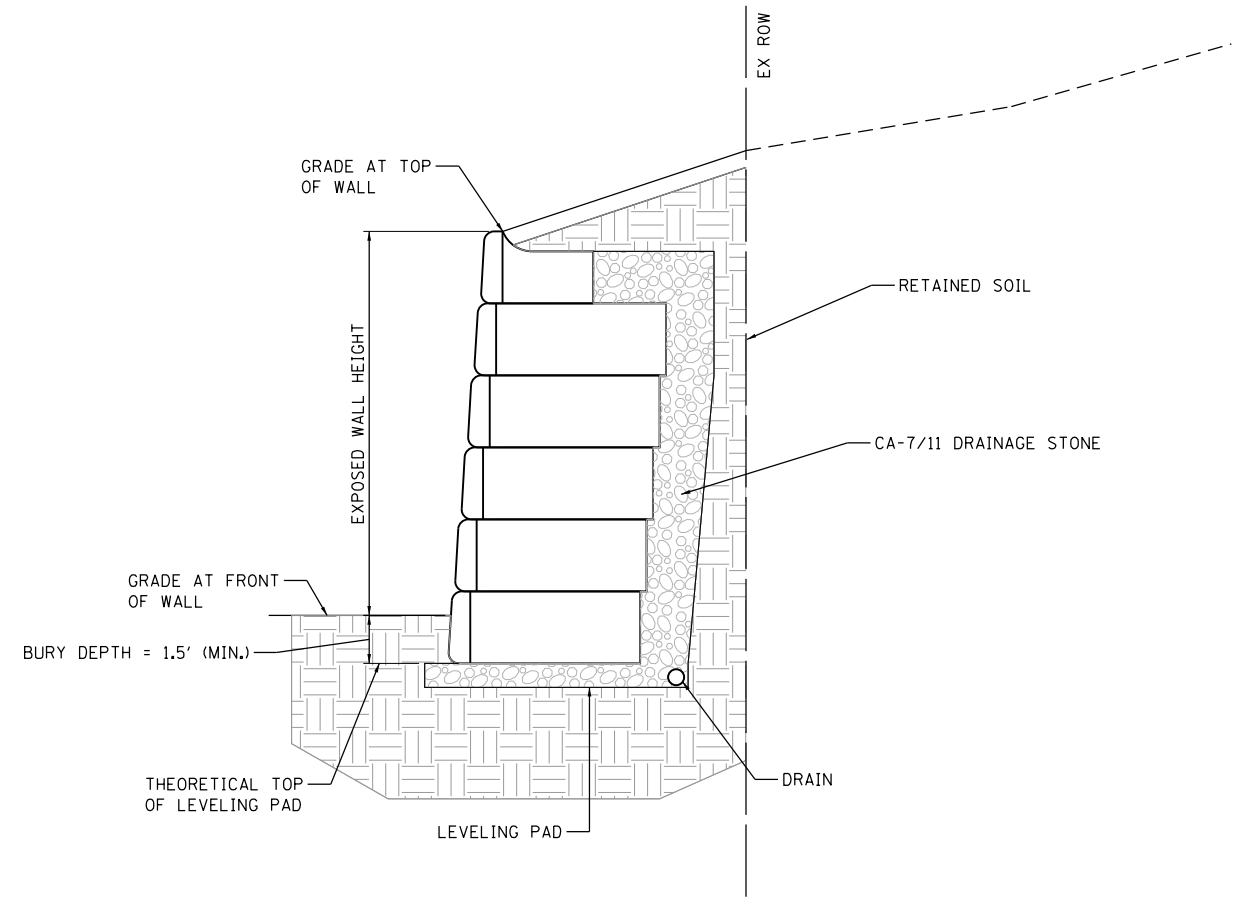 EX ROW
GRADE AT TOP
OF WALL
RETAINED SOIL
EXPOSED WALL HEIGHT
CA-7/11 DRAINAGE STONE
GRADE AT FRONT
OF WALL
BURY DEPTH = 1.5' (MIN.)
THEORETICAL TOP
OF LEVELING PAD
DRAIN
LEVELING PAD